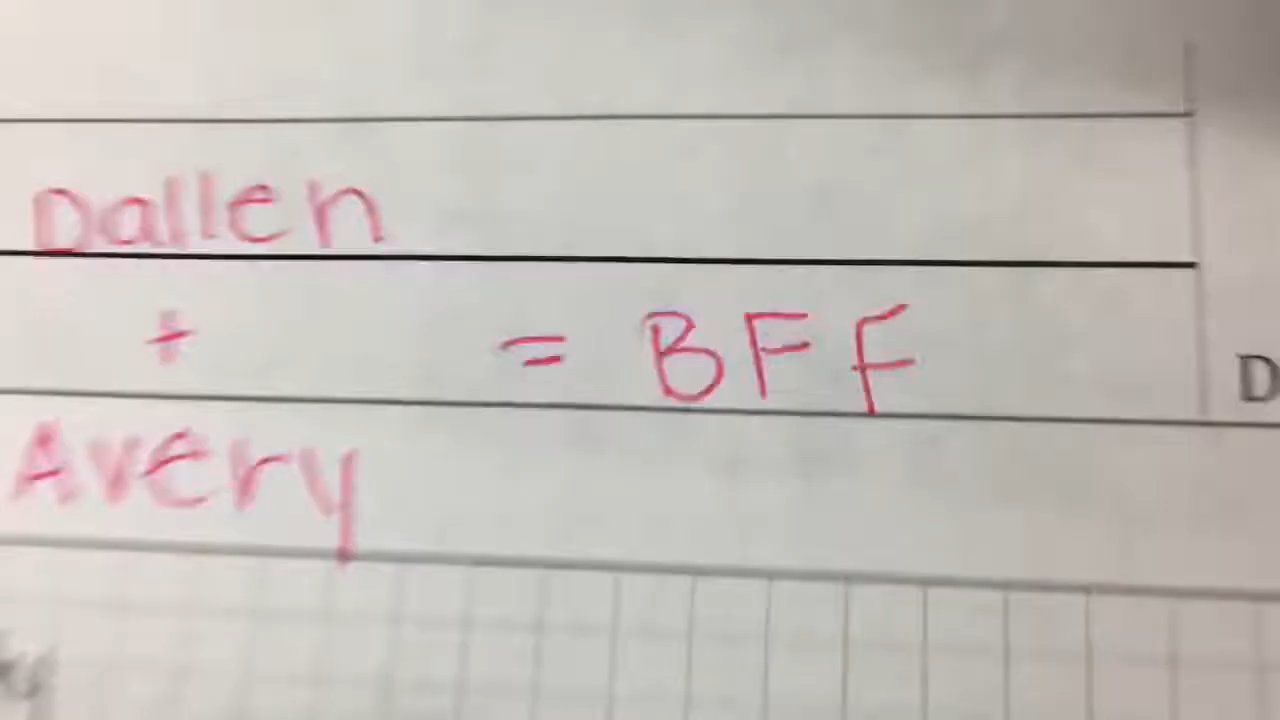 Dallen
+ = BFF
D
Avery